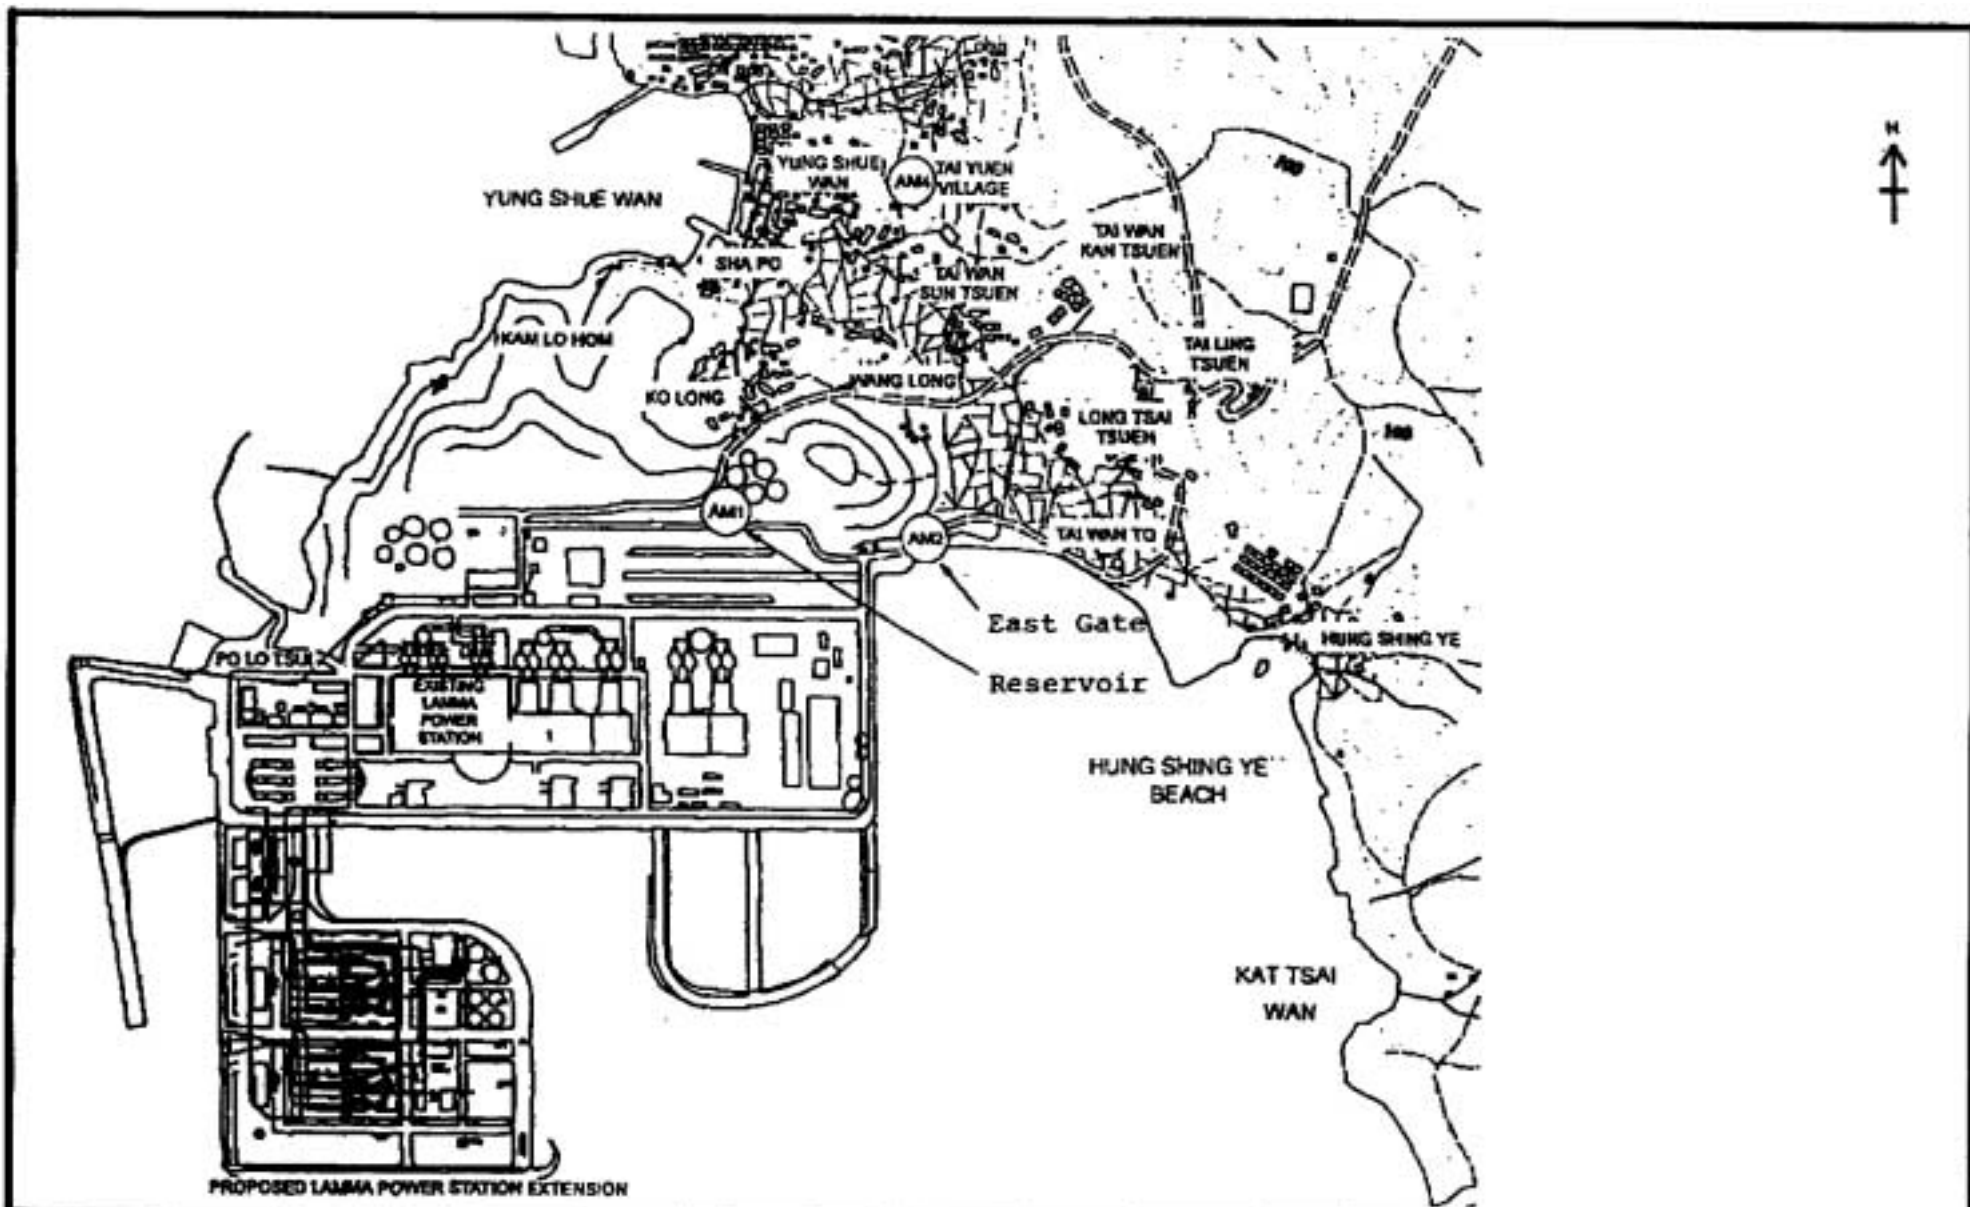 N
YUNG SHUE
WAN
AM4
TAI YUEN
VILLAGE
YUNG SHUE WAN
TAI WAN
KAN TSUEN
SHA PO
TAI WAN
SUN TSUEN
KAM LO HOM
TAI LING
TSUEN
WANG LONG
KO LONG
LONG TSAI
TSUEN
AM1
AM2
TAI WAN TO
East Gate
HUNG SHING YE
PO LO TSUI
Reservoir
EXISTING
LAMMA
POWER
STATION
HUNG SHING YE
BEACH
KAT TSAI
WAN
PROPOSED LAMMA POWER STATION EXTENSION